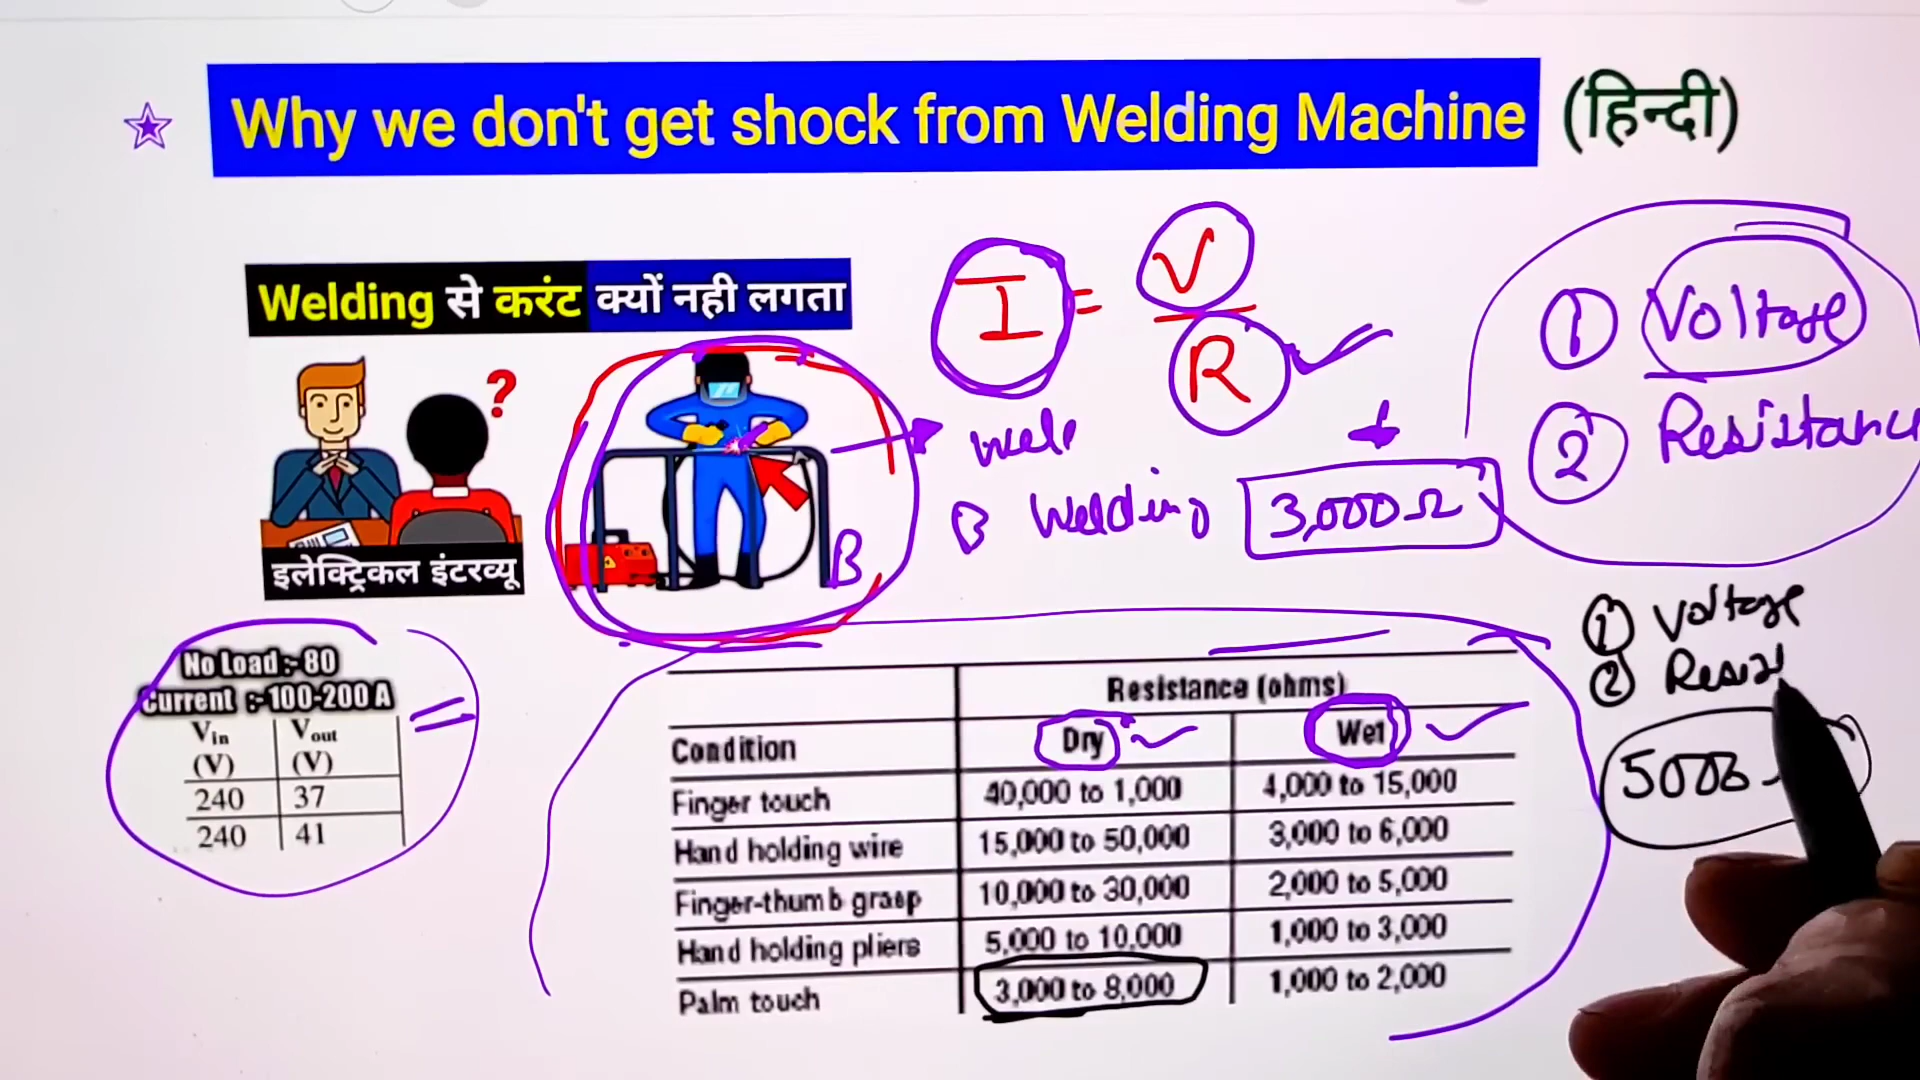 Why we don't get shock from Welding Machine (हिन्दी)
Welding से करंट क्यों नही लगता
?
इलेक्ट्रिकल इंटरव्यू
B
I = V
R
① Voltage
② Resistance
Welding 3,000Ω
① Voltage
② Resis
No Load :- 80
Current :-100-200 A
Vin Vout
(V) (V)
240 37
240 41
Resistance (ohms)
Condition Dry Wet
Finger touch 40,000 to 1,000 4,000 to 15,000
Hand holding wire 15,000 to 50,000 3,000 to 6,000
Finger-thumb grasp 10,000 to 30,000 2,000 to 5,000
Hand holding pliers 5,000 to 10,000 1,000 to 3,000
Palm touch 3,000 to 8,000 1,000 to 2,000